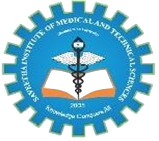 SAVEETHA INSTITUTE OF MEDICAL AND TECHNICAL SCIENCES
2005
Knowledge Conquers All